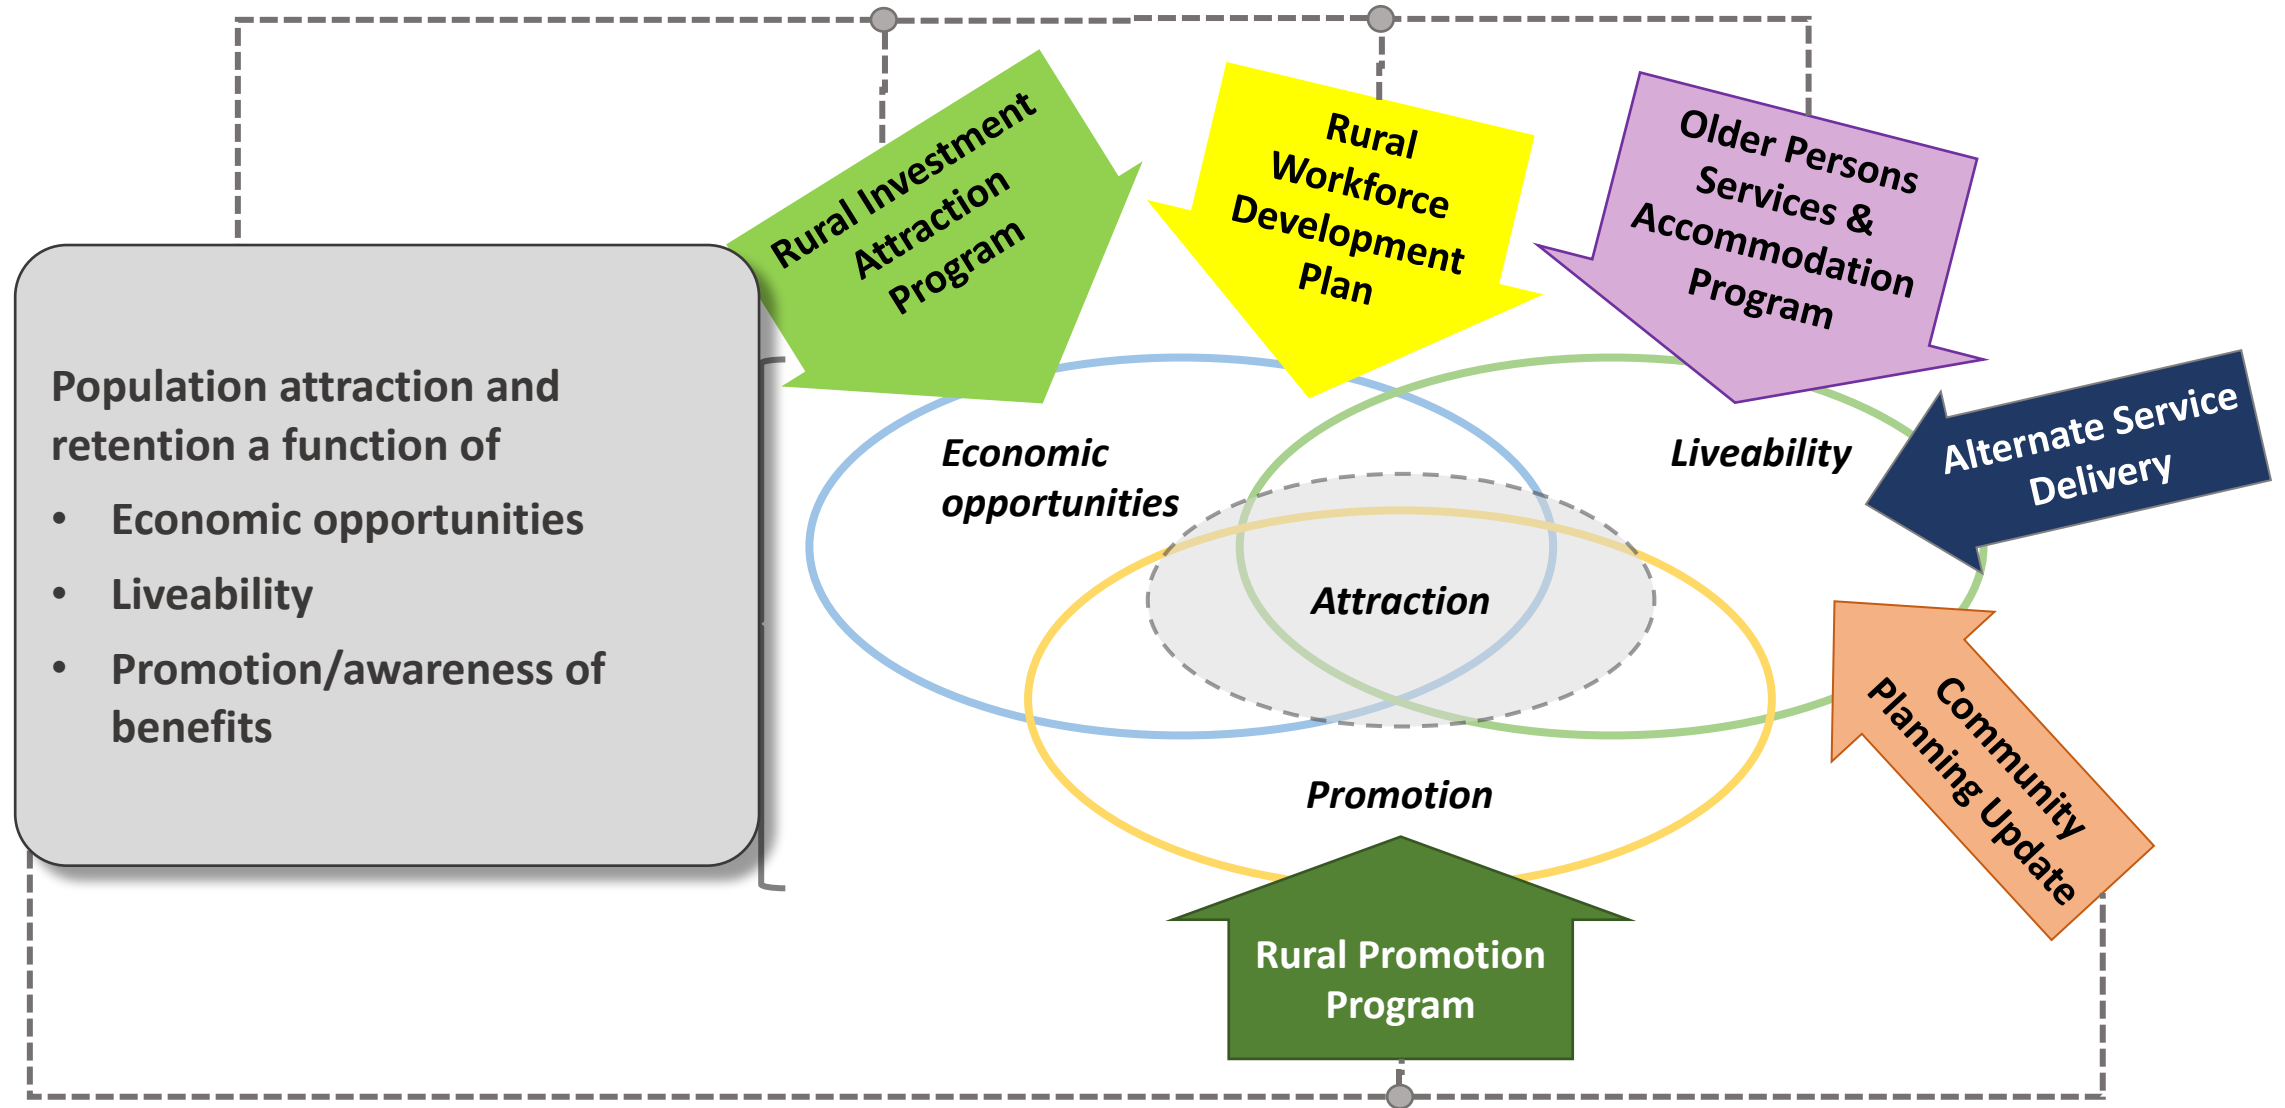 Rural Investment
Attraction
Program
Rural
Workforce
Development
Plan
Older Persons
Services &
Accommodation
Program
Population attraction and
retention a function of
• Economic opportunities
• Liveability
• Promotion/awareness of
benefits
Economic
opportunities
Liveability
Alternate Service
Delivery
Attraction
Community
Planning Update
Promotion
Rural Promotion
Program